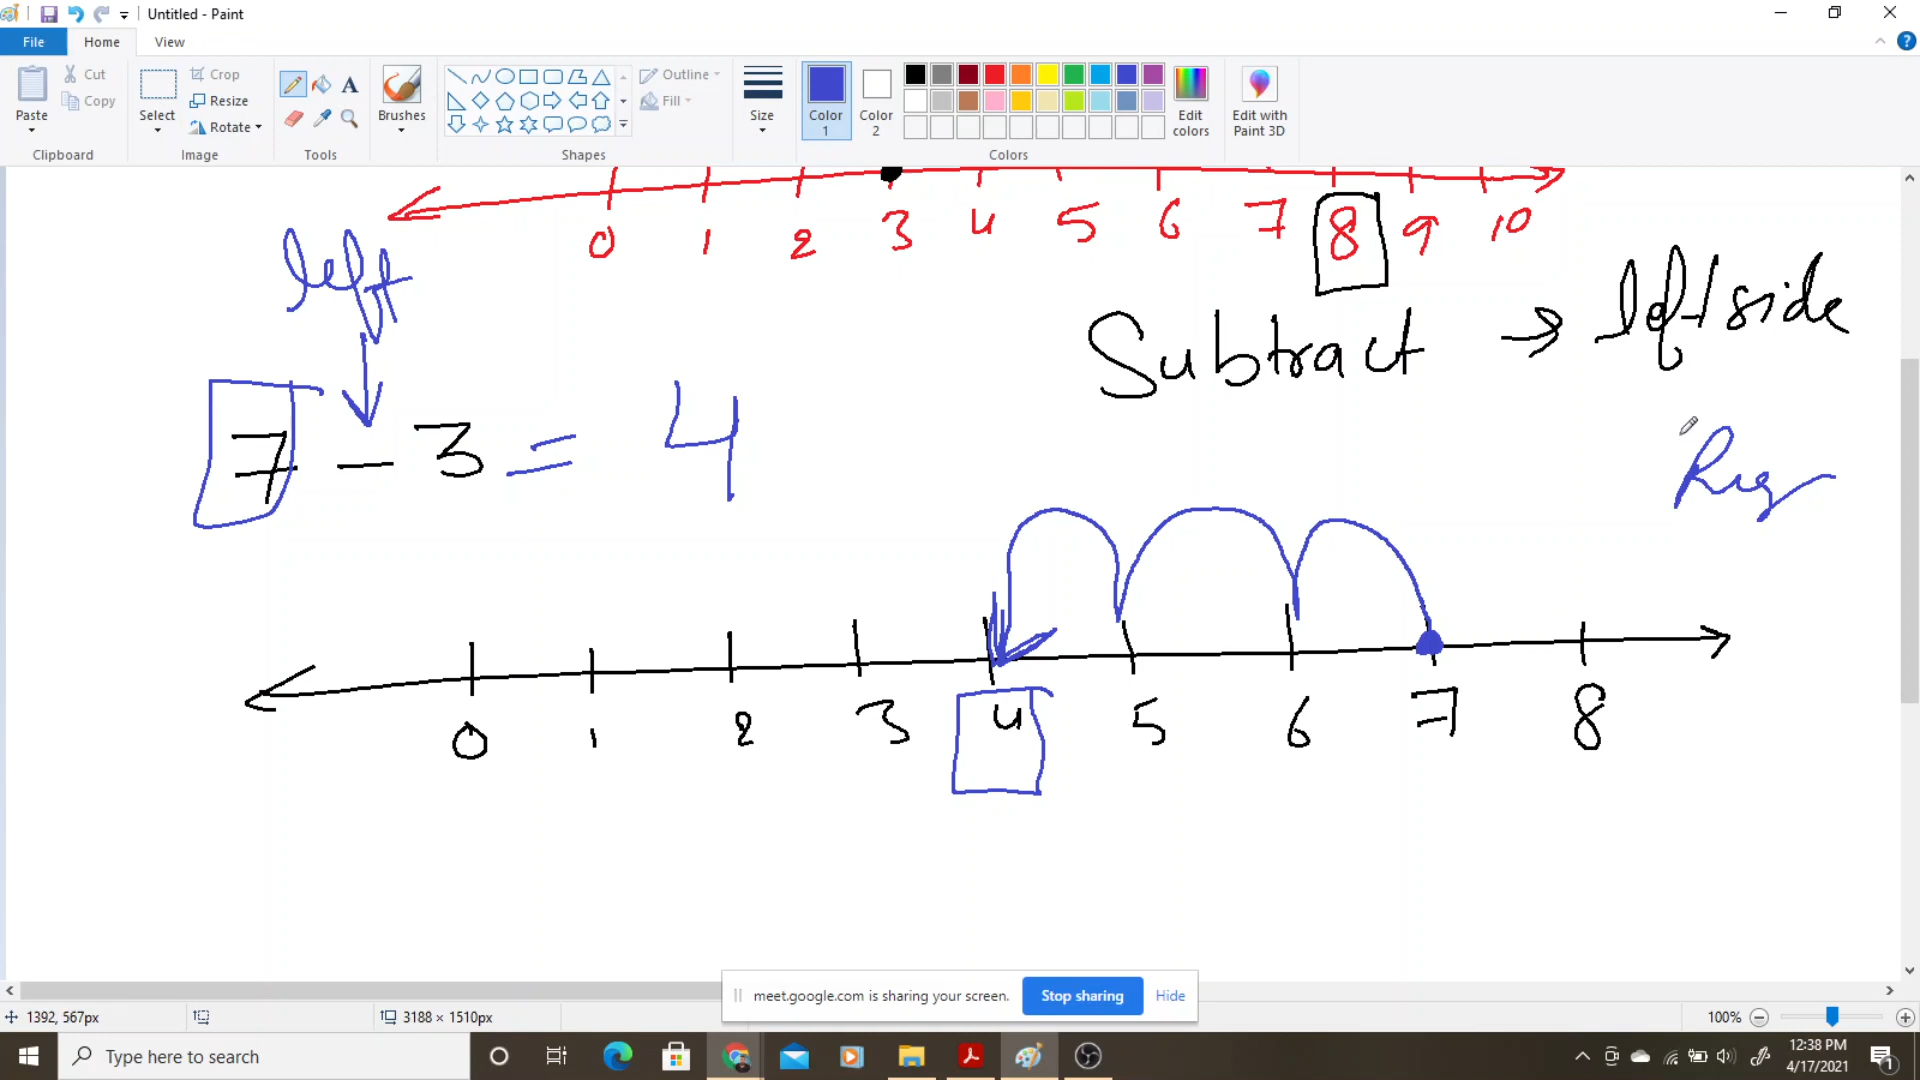 Untitled - Paint
File Home View
Cut
Copy
Paste
Clipboard
Crop
Resize
Rotate
Select
Image
Tools
Brushes
Shapes
Outline
Fill
Size
Color 1
Color 2
Edit colors
Colors
Edit with Paint 3D
0 1 2 3 4 5 6 7 8 9 10
left
Subtract → left side
7 - 3 = 4
Rig
0 1 2 3 4 5 6 7 8
meet.google.com is sharing your screen. Stop sharing Hide
1392, 567px
3188 × 1510px
100%
Type here to search
12:38 PM
4/17/2021
1